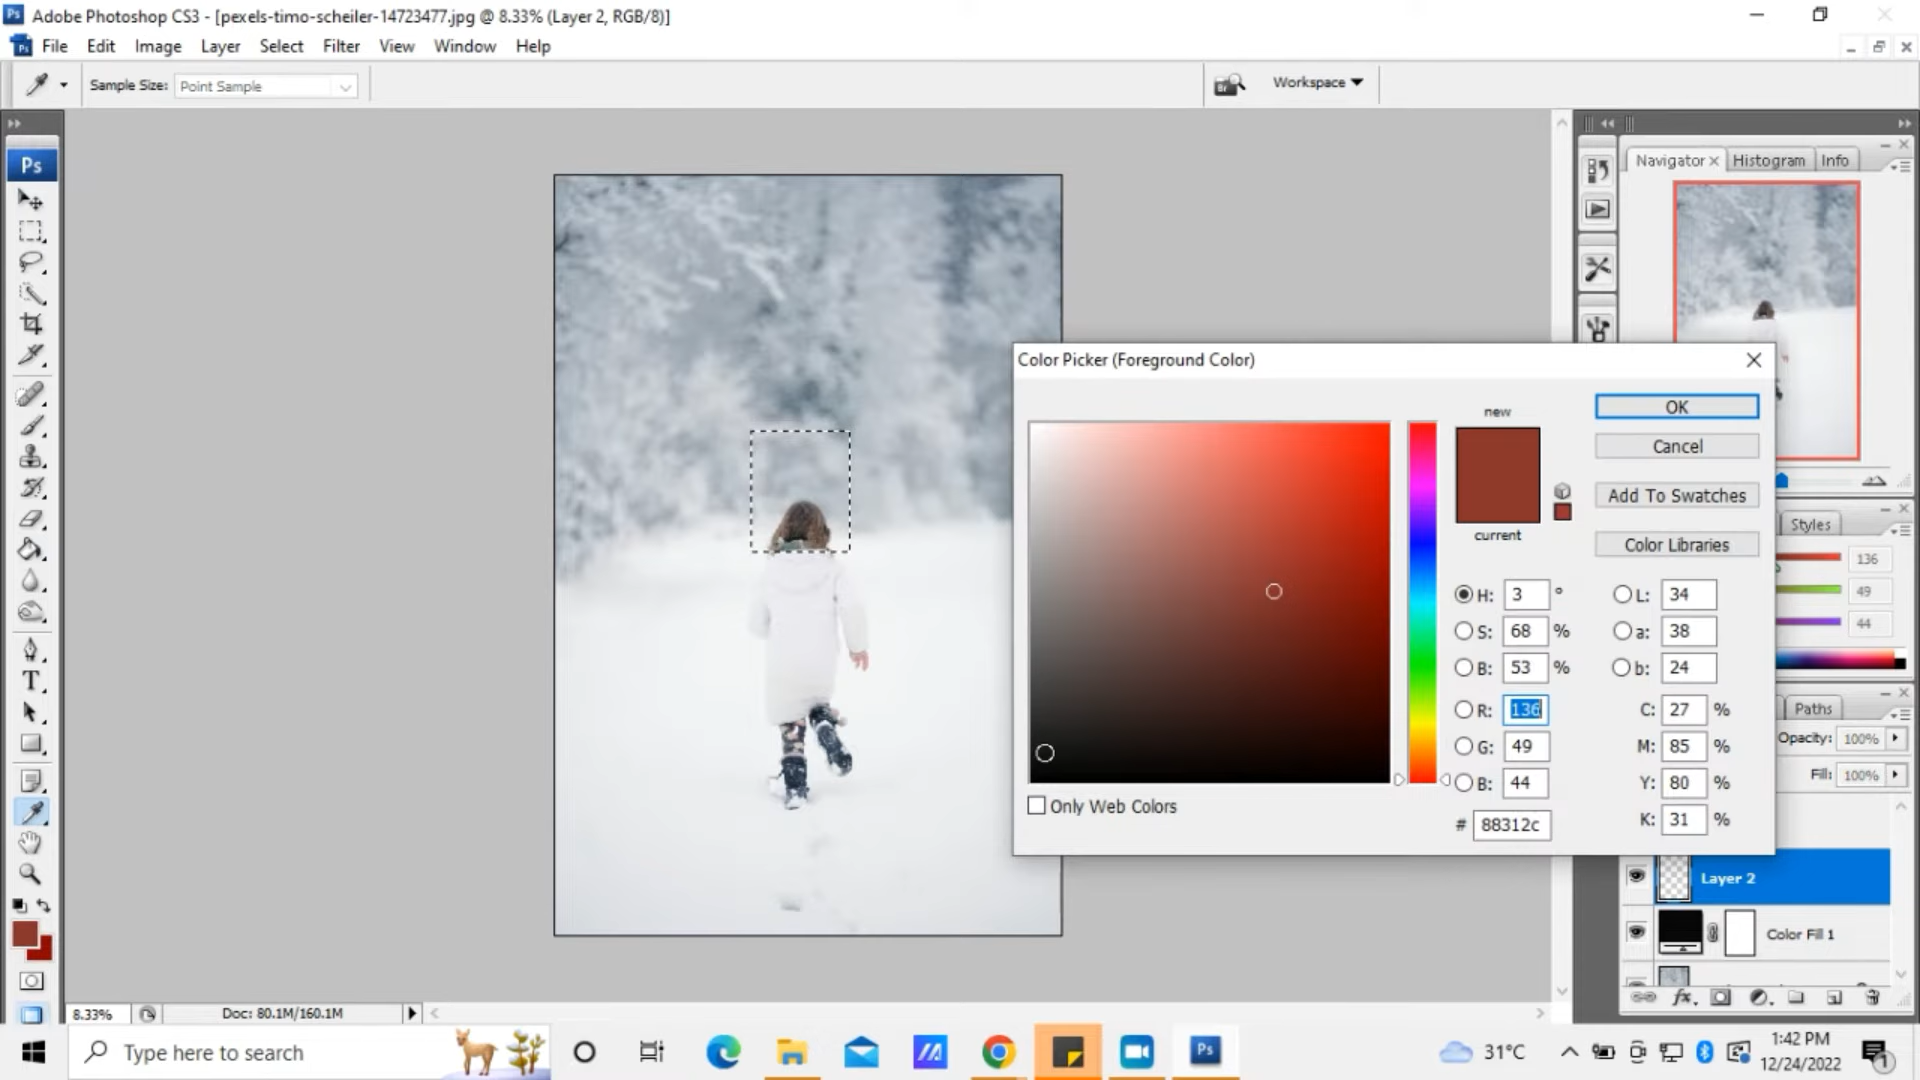 Adobe Photoshop CS3 - [pexels-timo-scheiler-14723477.jpg @ 8.33% (Layer 2, RGB/8)]
File Edit Image Layer Select Filter View Window Help
Sample Size: Point Sample
Br
Workspace
Ps
Navigator × Histogram Info
Color Picker (Foreground Color)
new
OK
Cancel
Add To Swatches
current
Color Libraries
Styles
136
49
44
H: 3 °
S: 68 %
B: 53 %
R: 136
G: 49
B: 44
# 88312c
L: 34
a: 38
b: 24
C: 27 %
M: 85 %
Y: 80 %
K: 31 %
Only Web Colors
Paths
Opacity: 100%
Fill: 100%
Layer 2
Color Fill 1
T
8.33%
Doc: 80.1M/160.1M
Type here to search
Ps
31°C
1:42 PM
12/24/2022
1